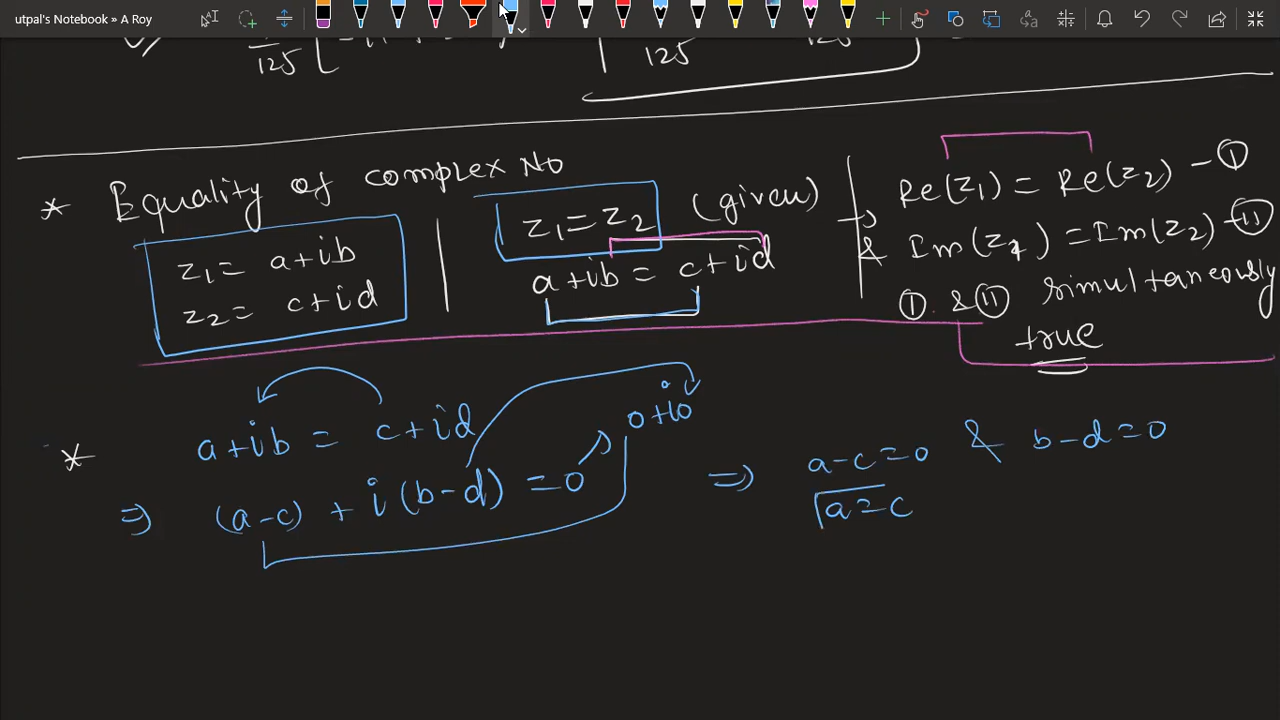 utpal's Notebook » A Roy
125
125 125
* Equality of complex No
z₁ = a+ib
z₂ = c+id
z₁ = z₂ (given)
a+ib = c+id
→ Re(z₁) = Re(z₂) – Ⓘ
& Im(z₁) = Im(z₂) – Ⅱ
Ⓘ & Ⅱ simultaneously
true
* a+ib = c+id
⇒ (a-c) + i(b-d) = 0
0+i0
⇒ a-c=0 & b-d=0
a=c